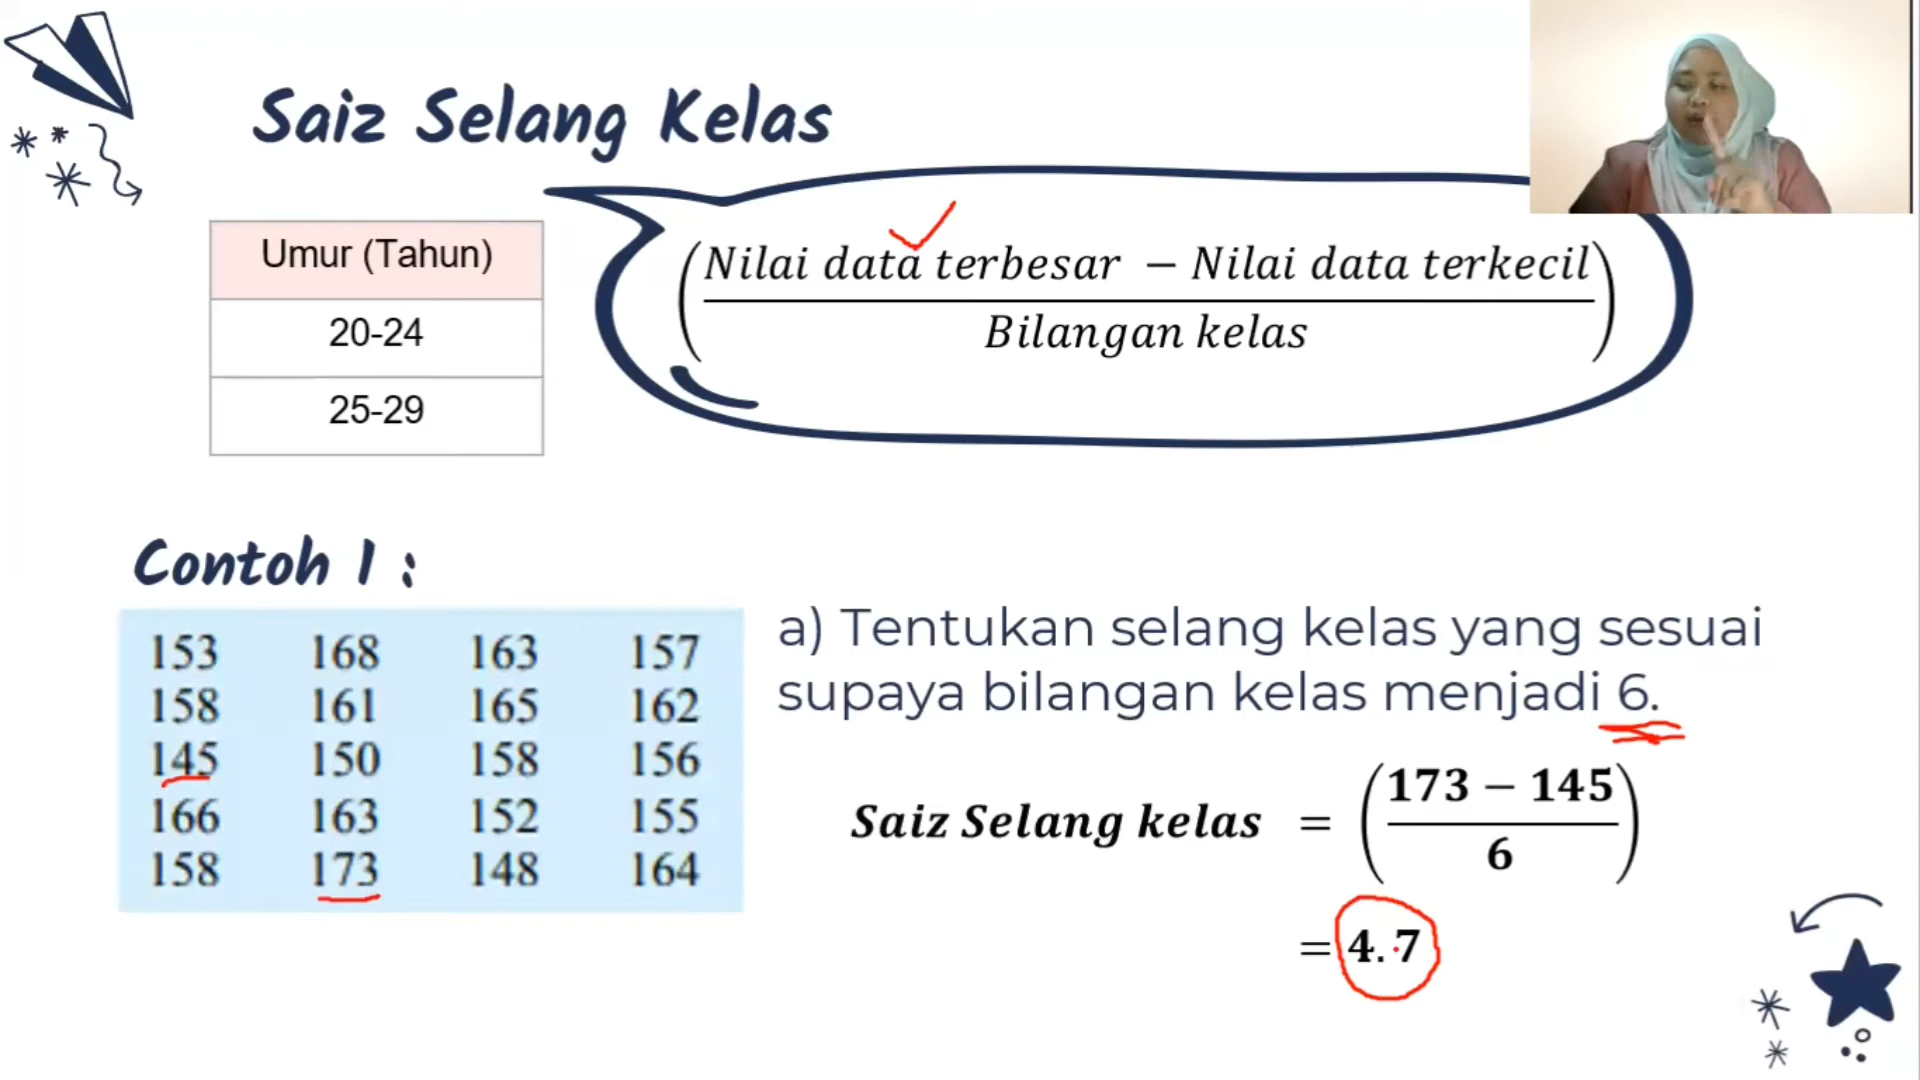 Saiz Selang Kelas
Umur (Tahun)
20-24
25-29
(Nilai data terbesar − Nilai data terkecil)
Bilangan kelas
Contoh 1 :
153 168 163 157
158 161 165 162
145 150 158 156
166 163 152 155
158 173 148 164
a) Tentukan selang kelas yang sesuai
supaya bilangan kelas menjadi 6.
Saiz Selang kelas = (173 − 145)
6
= 4.7